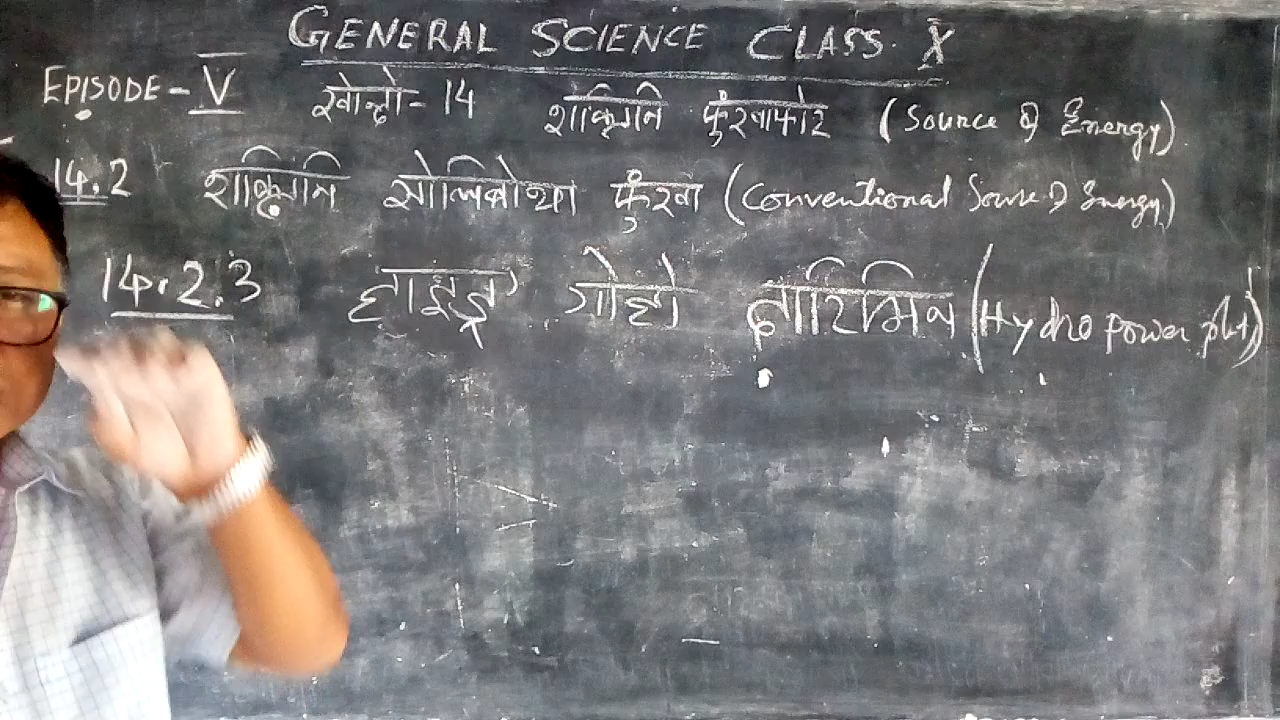 GENERAL SCIENCE CLASS. X
EPISODE - V खोन्दो - 14 शक्ति फुंखाफोर (Source of Energy)
14.2 सोलिबोथा फुंखा (Conventional Source of Energy)
14.2.3 हाइड्र' गोहो (Hydro power plant)